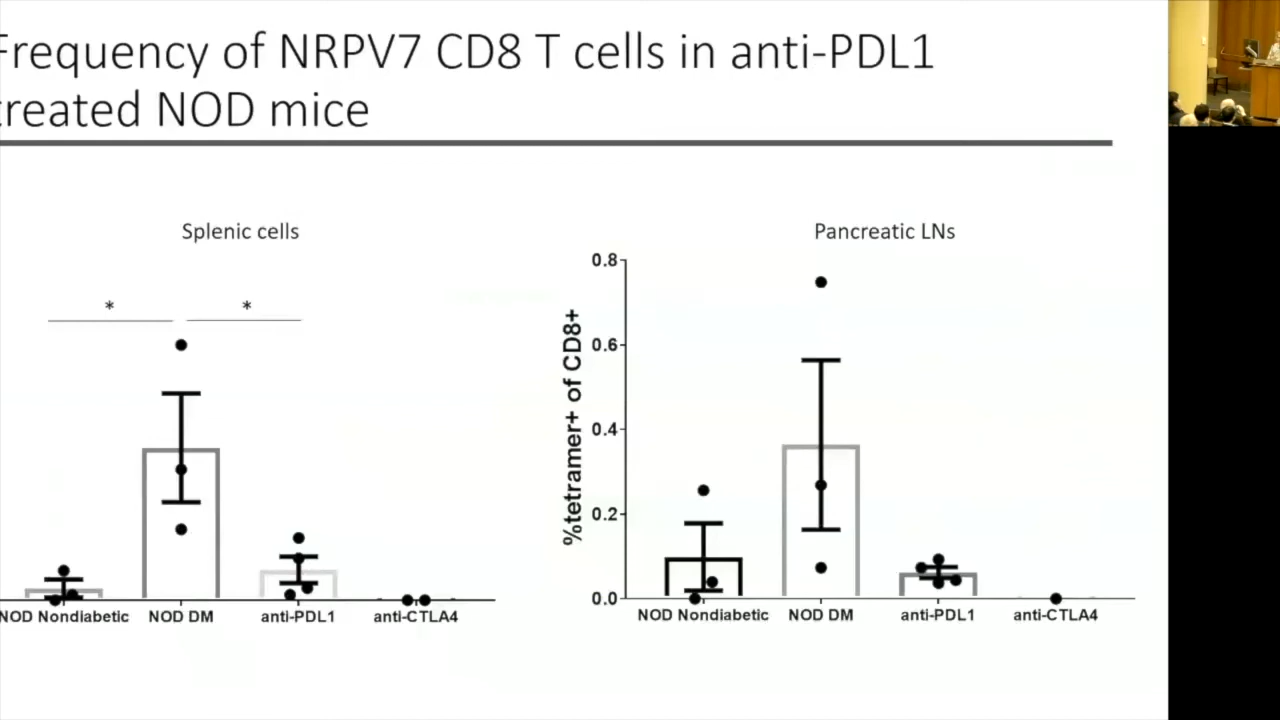 Frequency of NRPV7 CD8 T cells in anti-PDL1
treated NOD mice
Splenic cells
Pancreatic LNs
*
*
%tetramer+ of CD8+
0.8
0.6
0.4
0.2
0.0
NOD Nondiabetic NOD DM anti-PDL1 anti-CTLA4
NOD Nondiabetic NOD DM anti-PDL1 anti-CTLA4